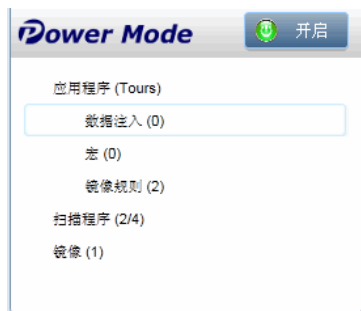 Power Mode
开启
应用程序 (Tours)
数据注入 (0)
宏 (0)
镜像规则 (2)
扫描程序 (2/4)
镜像 (1)